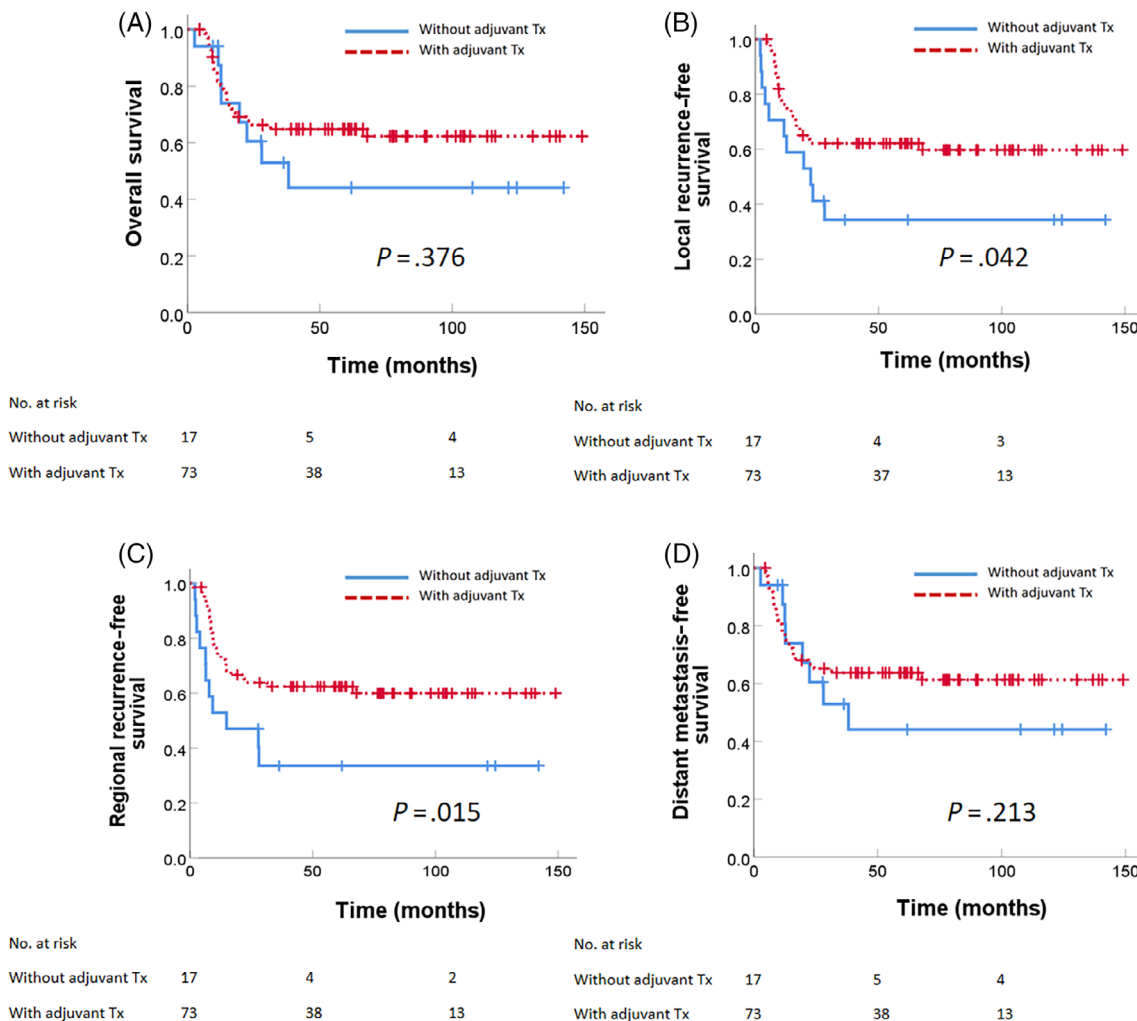 (A)
Without adjuvant Tx
With adjuvant Tx
Overall survival
1.0
0.8
0.6
0.4
0.2
0.0
0 50 100 150
P = .376
Time (months)
No. at risk
Without adjuvant Tx 17 5 4
With adjuvant Tx 73 38 13
(B)
Without adjuvant Tx
With adjuvant Tx
Local recurrence-free
survival
1.0
0.8
0.6
0.4
0.2
0.0
0 50 100 150
P = .042
Time (months)
No. at risk
Without adjuvant Tx 17 4 3
With adjuvant Tx 73 37 13
(C)
Without adjuvant Tx
With adjuvant Tx
Regional recurrence-free
survival
1.0
0.8
0.6
0.4
0.2
0.0
0 50 100 150
P = .015
Time (months)
No. at risk
Without adjuvant Tx 17 4 2
With adjuvant Tx 73 38 13
(D)
Without adjuvant Tx
With adjuvant Tx
Distant metastasis-free
survival
1.0
0.8
0.6
0.4
0.2
0.0
0 50 100 150
P = .213
Time (months)
No. at risk
Without adjuvant Tx 17 5 4
With adjuvant Tx 73 38 13